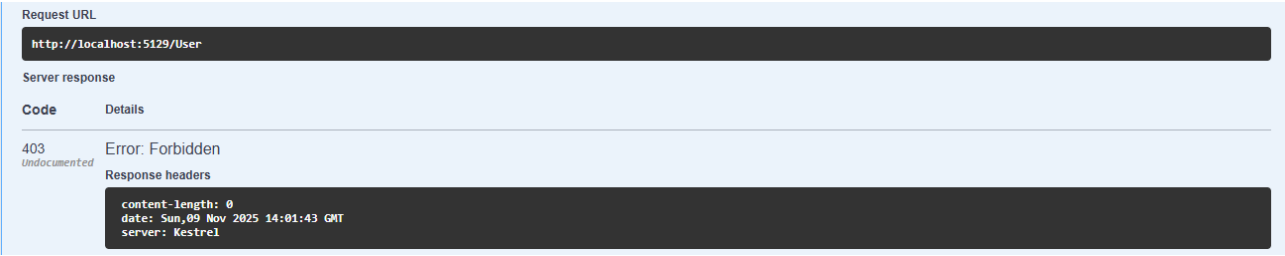 Request URL
http://localhost:5129/User
Server response
Code Details
403 Error: Forbidden
Undocumented
Response headers
content-length: 0
date: Sun,09 Nov 2025 14:01:43 GMT
server: Kestrel